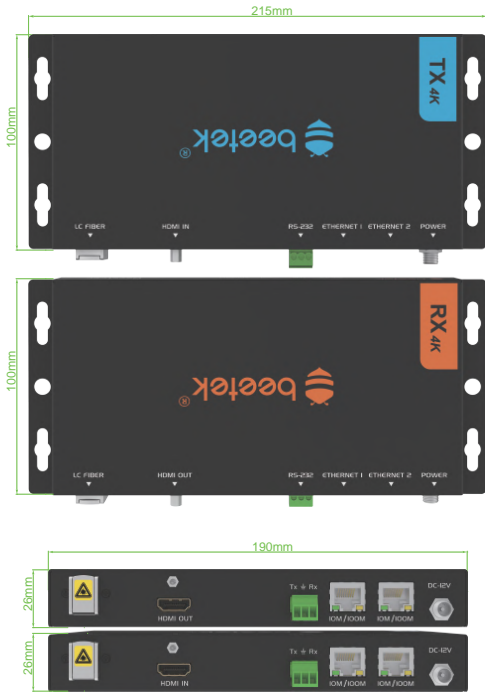 215mm
100mm
TX 4K
beetek®
LC FIBER HDMI IN RS-232 ETHERNET 1 ETHERNET 2 POWER
100mm
RX 4K
beetek®
LC FIBER HDMI OUT RS-232 ETHERNET 1 ETHERNET 2 POWER
190mm
26mm
Tx Rx DC-12V
HDMI OUT 10M/100M 10M/100M
26mm
Tx Rx DC-12V
HDMI IN 10M/100M 10M/100M